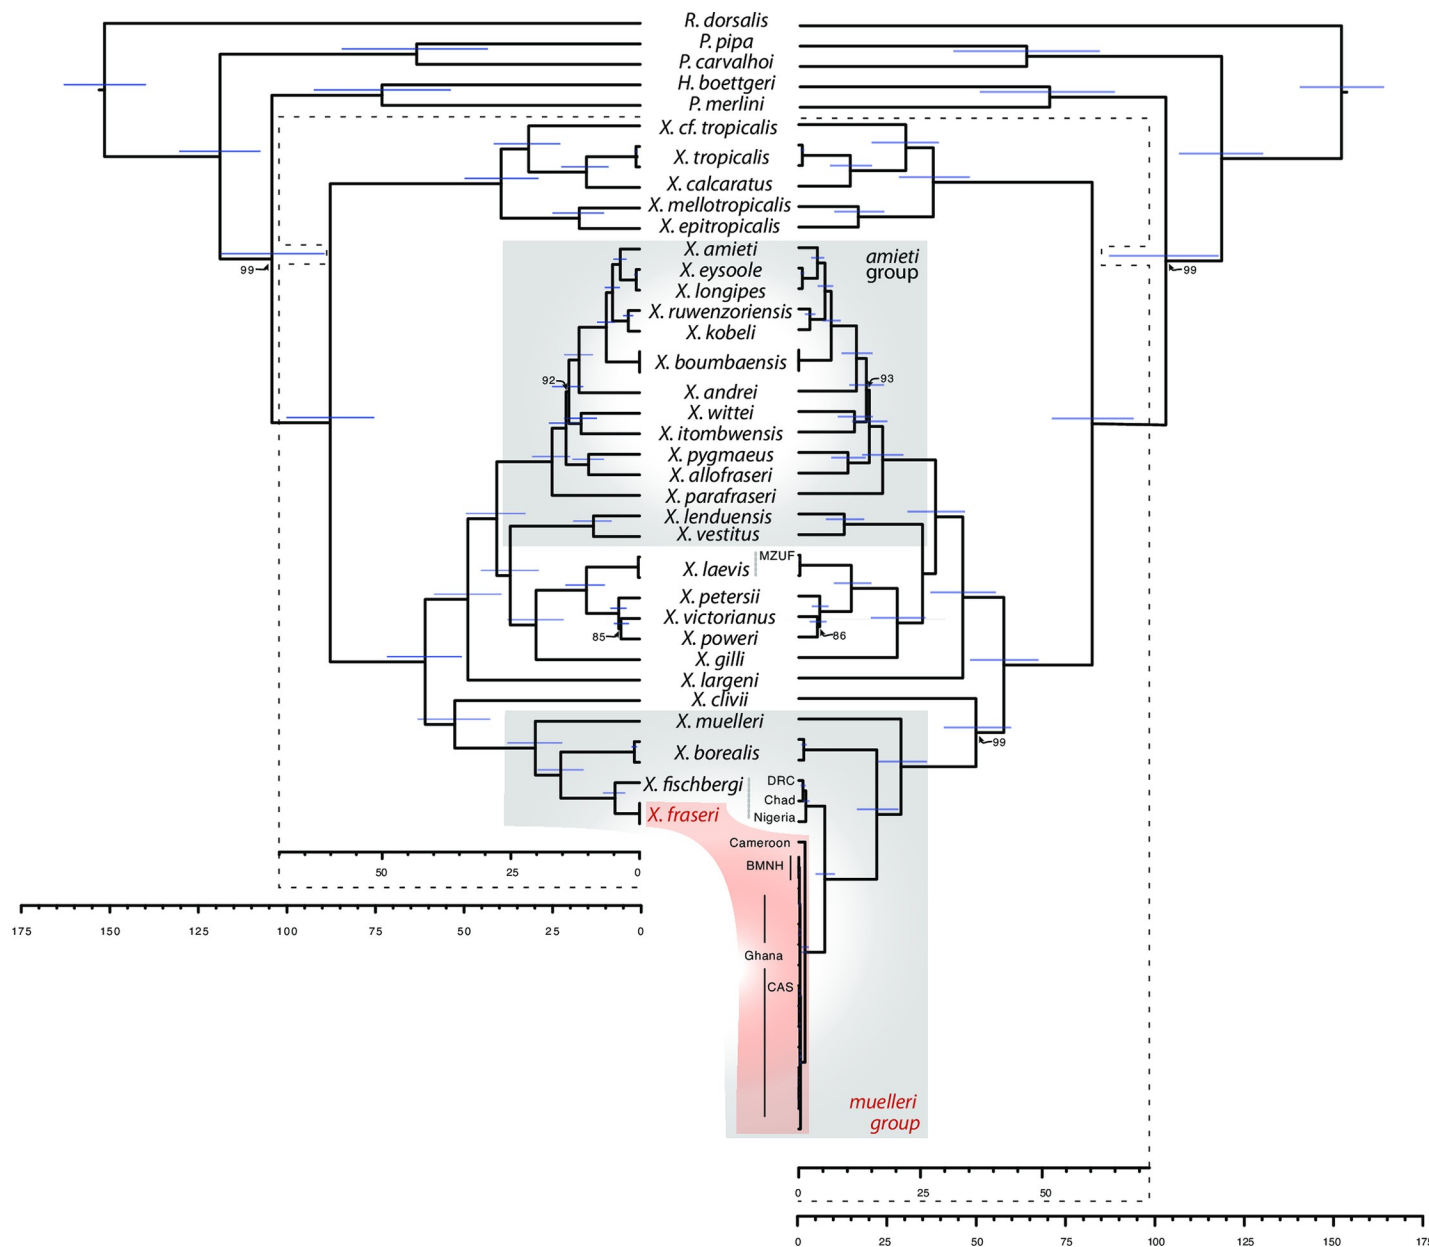 R. dorsalis
P. pipa
P. carvalhoi
H. boettgeri
P. merlini
X. cf. tropicalis
X. tropicalis
X. calcaratus
X. mellotropicalis
X. epitropicalis
X. amieti
amieti
group
X. eysoole
99
99
X. longipes
X. ruwenzoriensis
X. kobeli
X. boumbaensis
92
93
X. andrei
X. wittei
X. itombwensis
X. pygmaeus
X. allofraseri
X. parafraseri
X. lenduensis
X. vestitus
MZUF
X. laevis
X. petersii
X. victorianus
85
X. poweri
86
X. gilli
X. largeni
X. clivii
X. muelleri
99
X. borealis
X. fischbergi
DRC
Chad
X. fraseri
Nigeria
Cameroon
BMNH
50 25 0
175 150 125 100 75 50 25 0
Ghana
CAS
muelleri
group
0 25 50
0 25 50 75 100 125 150 175